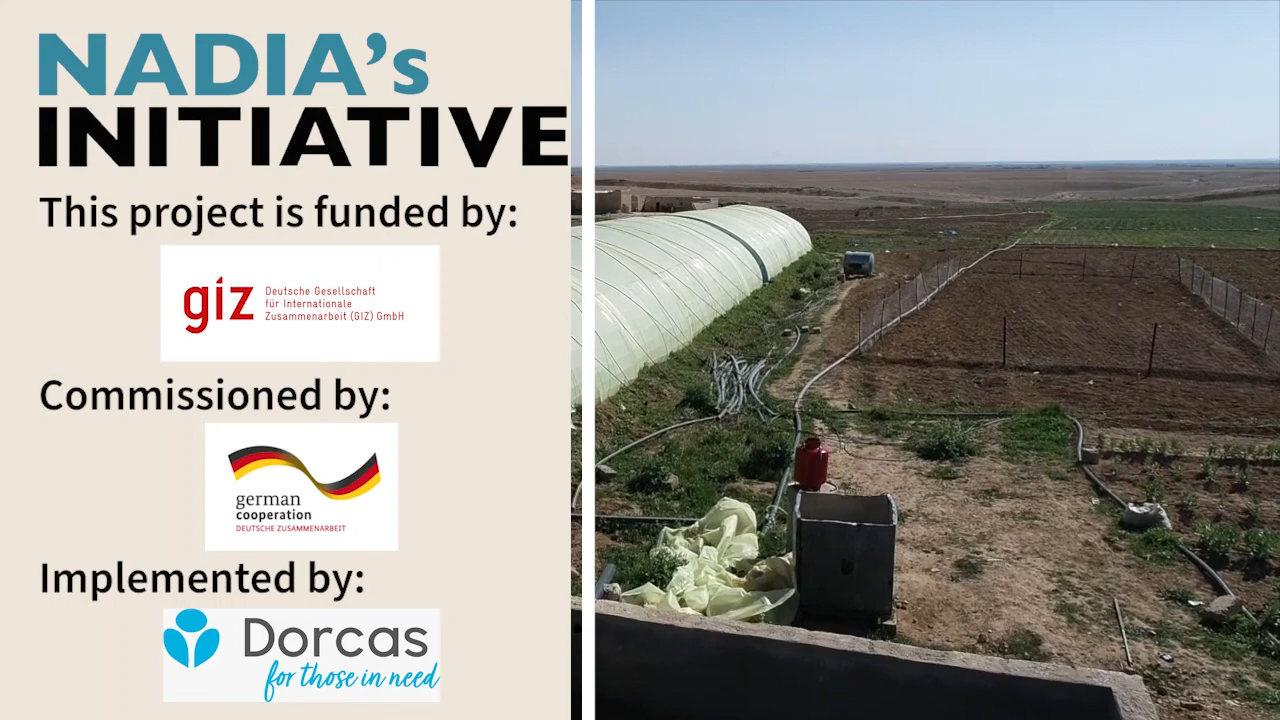 NADIA's
INITIATIVE
This project is funded by:
giz
Deutsche Gesellschaft
für Internationale
Zusammenarbeit (GIZ) GmbH
Commissioned by:
german
cooperation
DEUTSCHE ZUSAMMENARBEIT
Implemented by:
Dorcas
for those in need